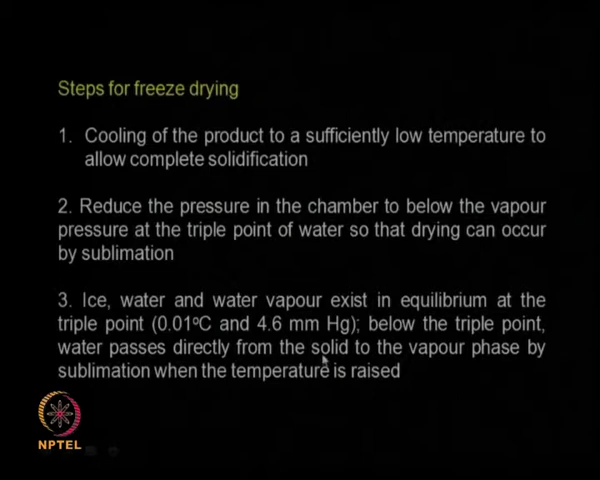 Steps for freeze drying
1. Cooling of the product to a sufficiently low temperature to
allow complete solidification
2. Reduce the pressure in the chamber to below the vapour
pressure at the triple point of water so that drying can occur
by sublimation
3. Ice, water and water vapour exist in equilibrium at the
triple point (0.01ºC and 4.6 mm Hg); below the triple point,
water passes directly from the solid to the vapour phase by
sublimation when the temperature is raised
NPTEL